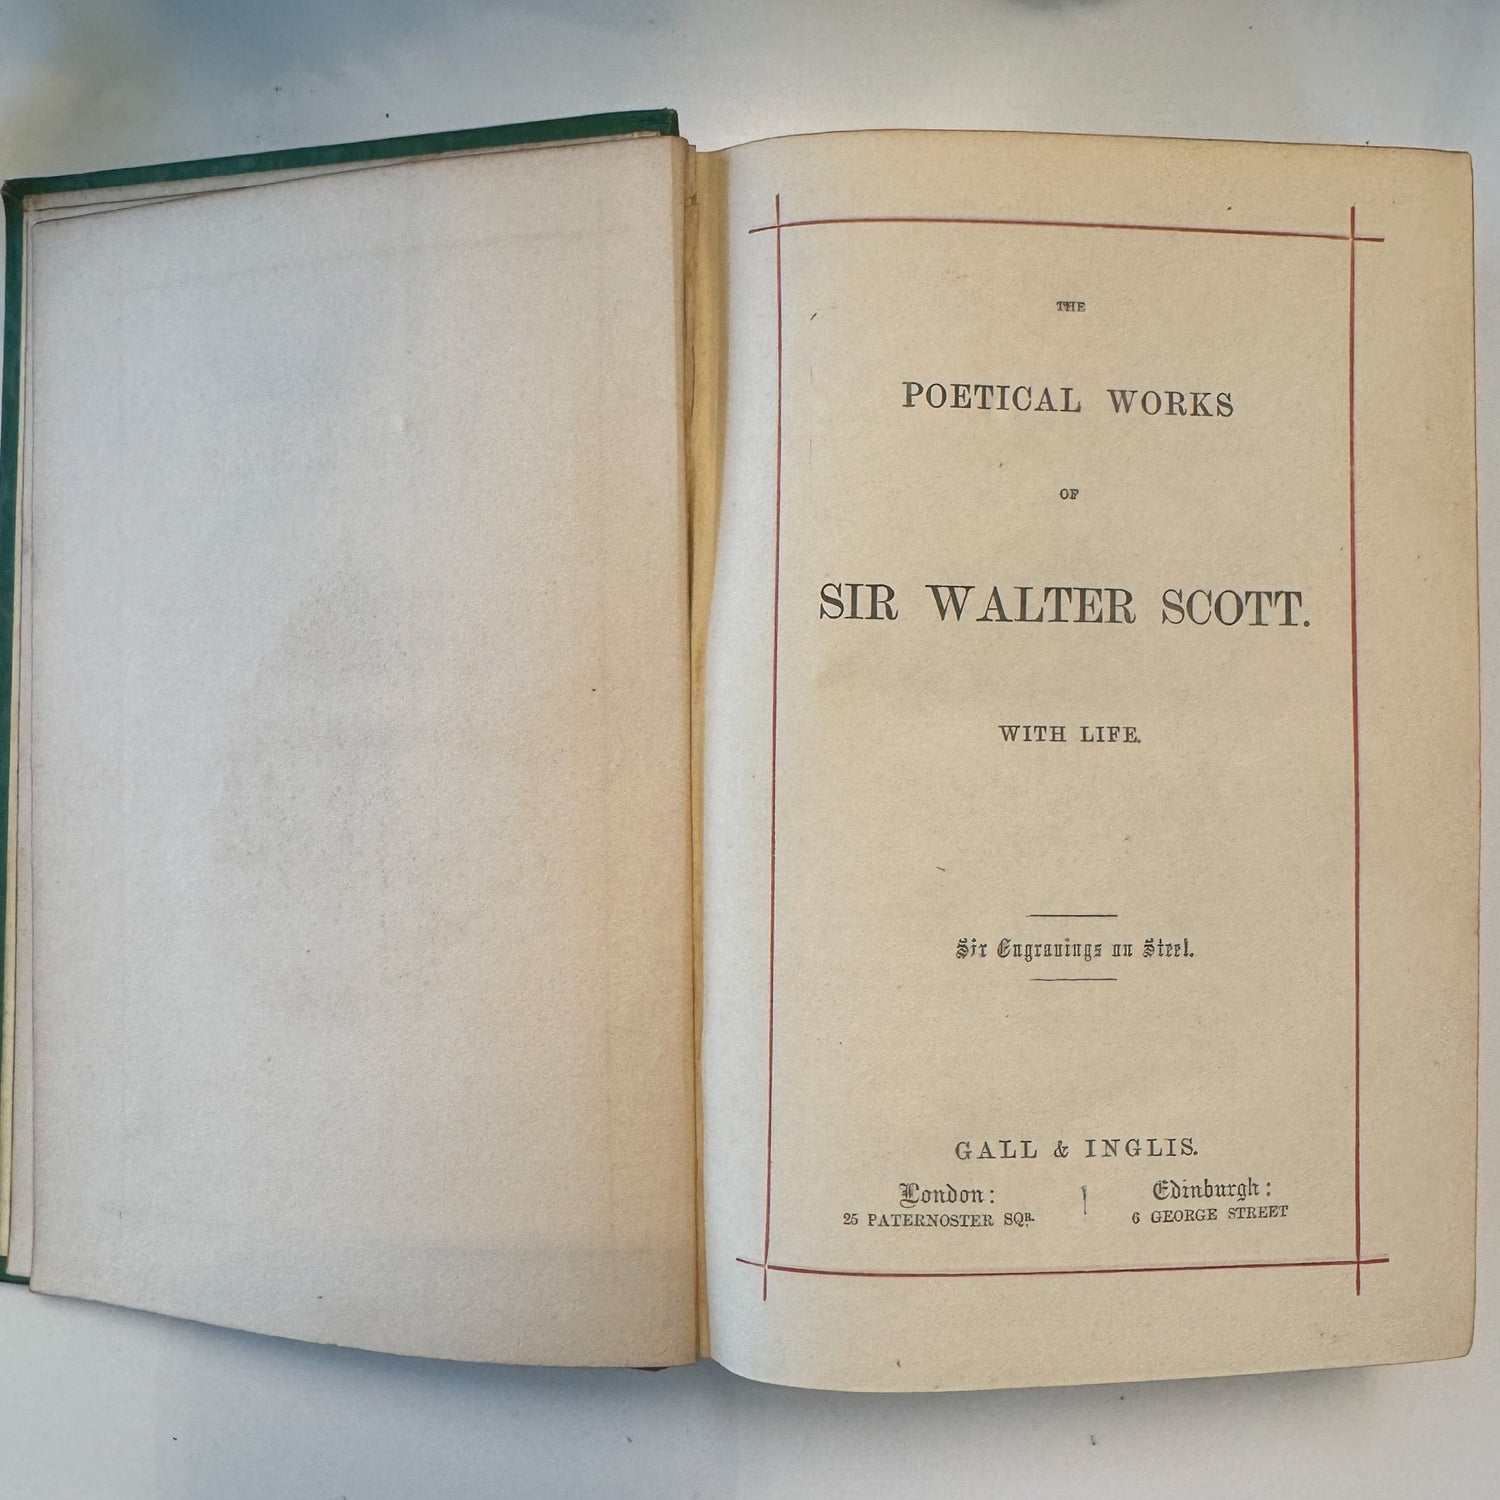 THE
POETICAL WORKS
OF
SIR WALTER SCOTT.
WITH LIFE.
Six Engravings on Steel.
GALL & INGLIS.
London:
25 PATERNOSTER SQR.
Edinburgh:
6 GEORGE STREET